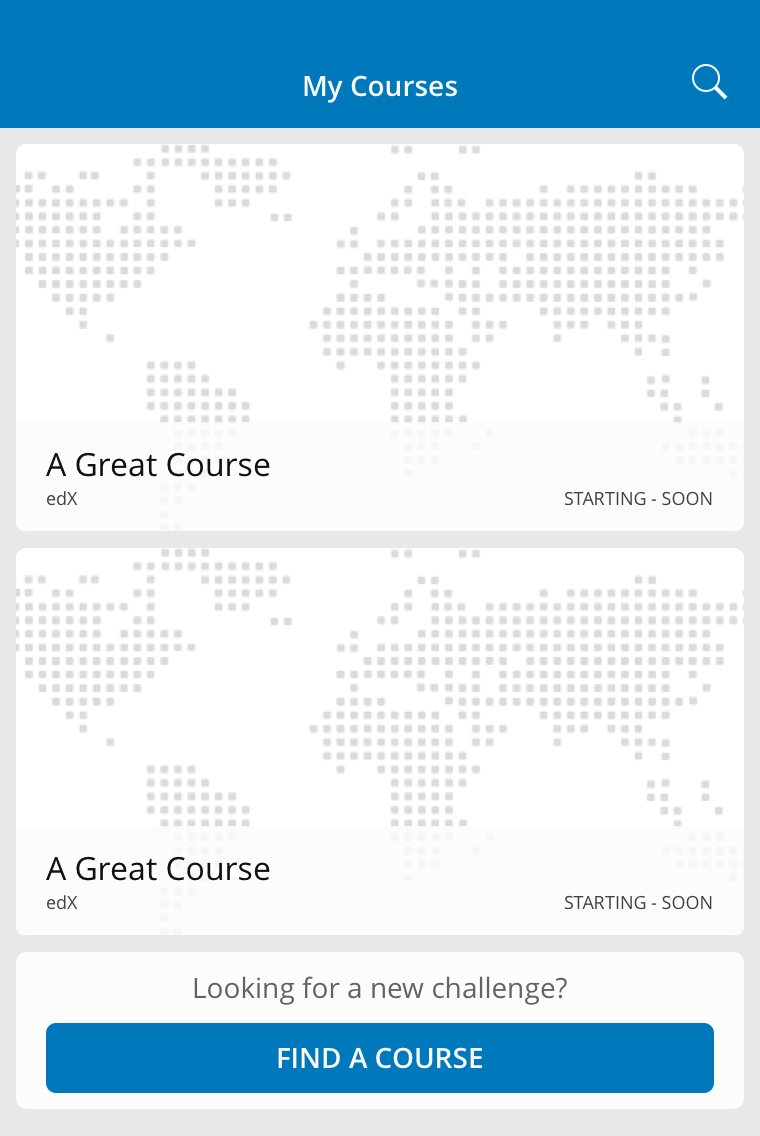 My Courses
A Great Course
edX
STARTING - SOON
A Great Course
edX
STARTING - SOON
Looking for a new challenge?
FIND A COURSE